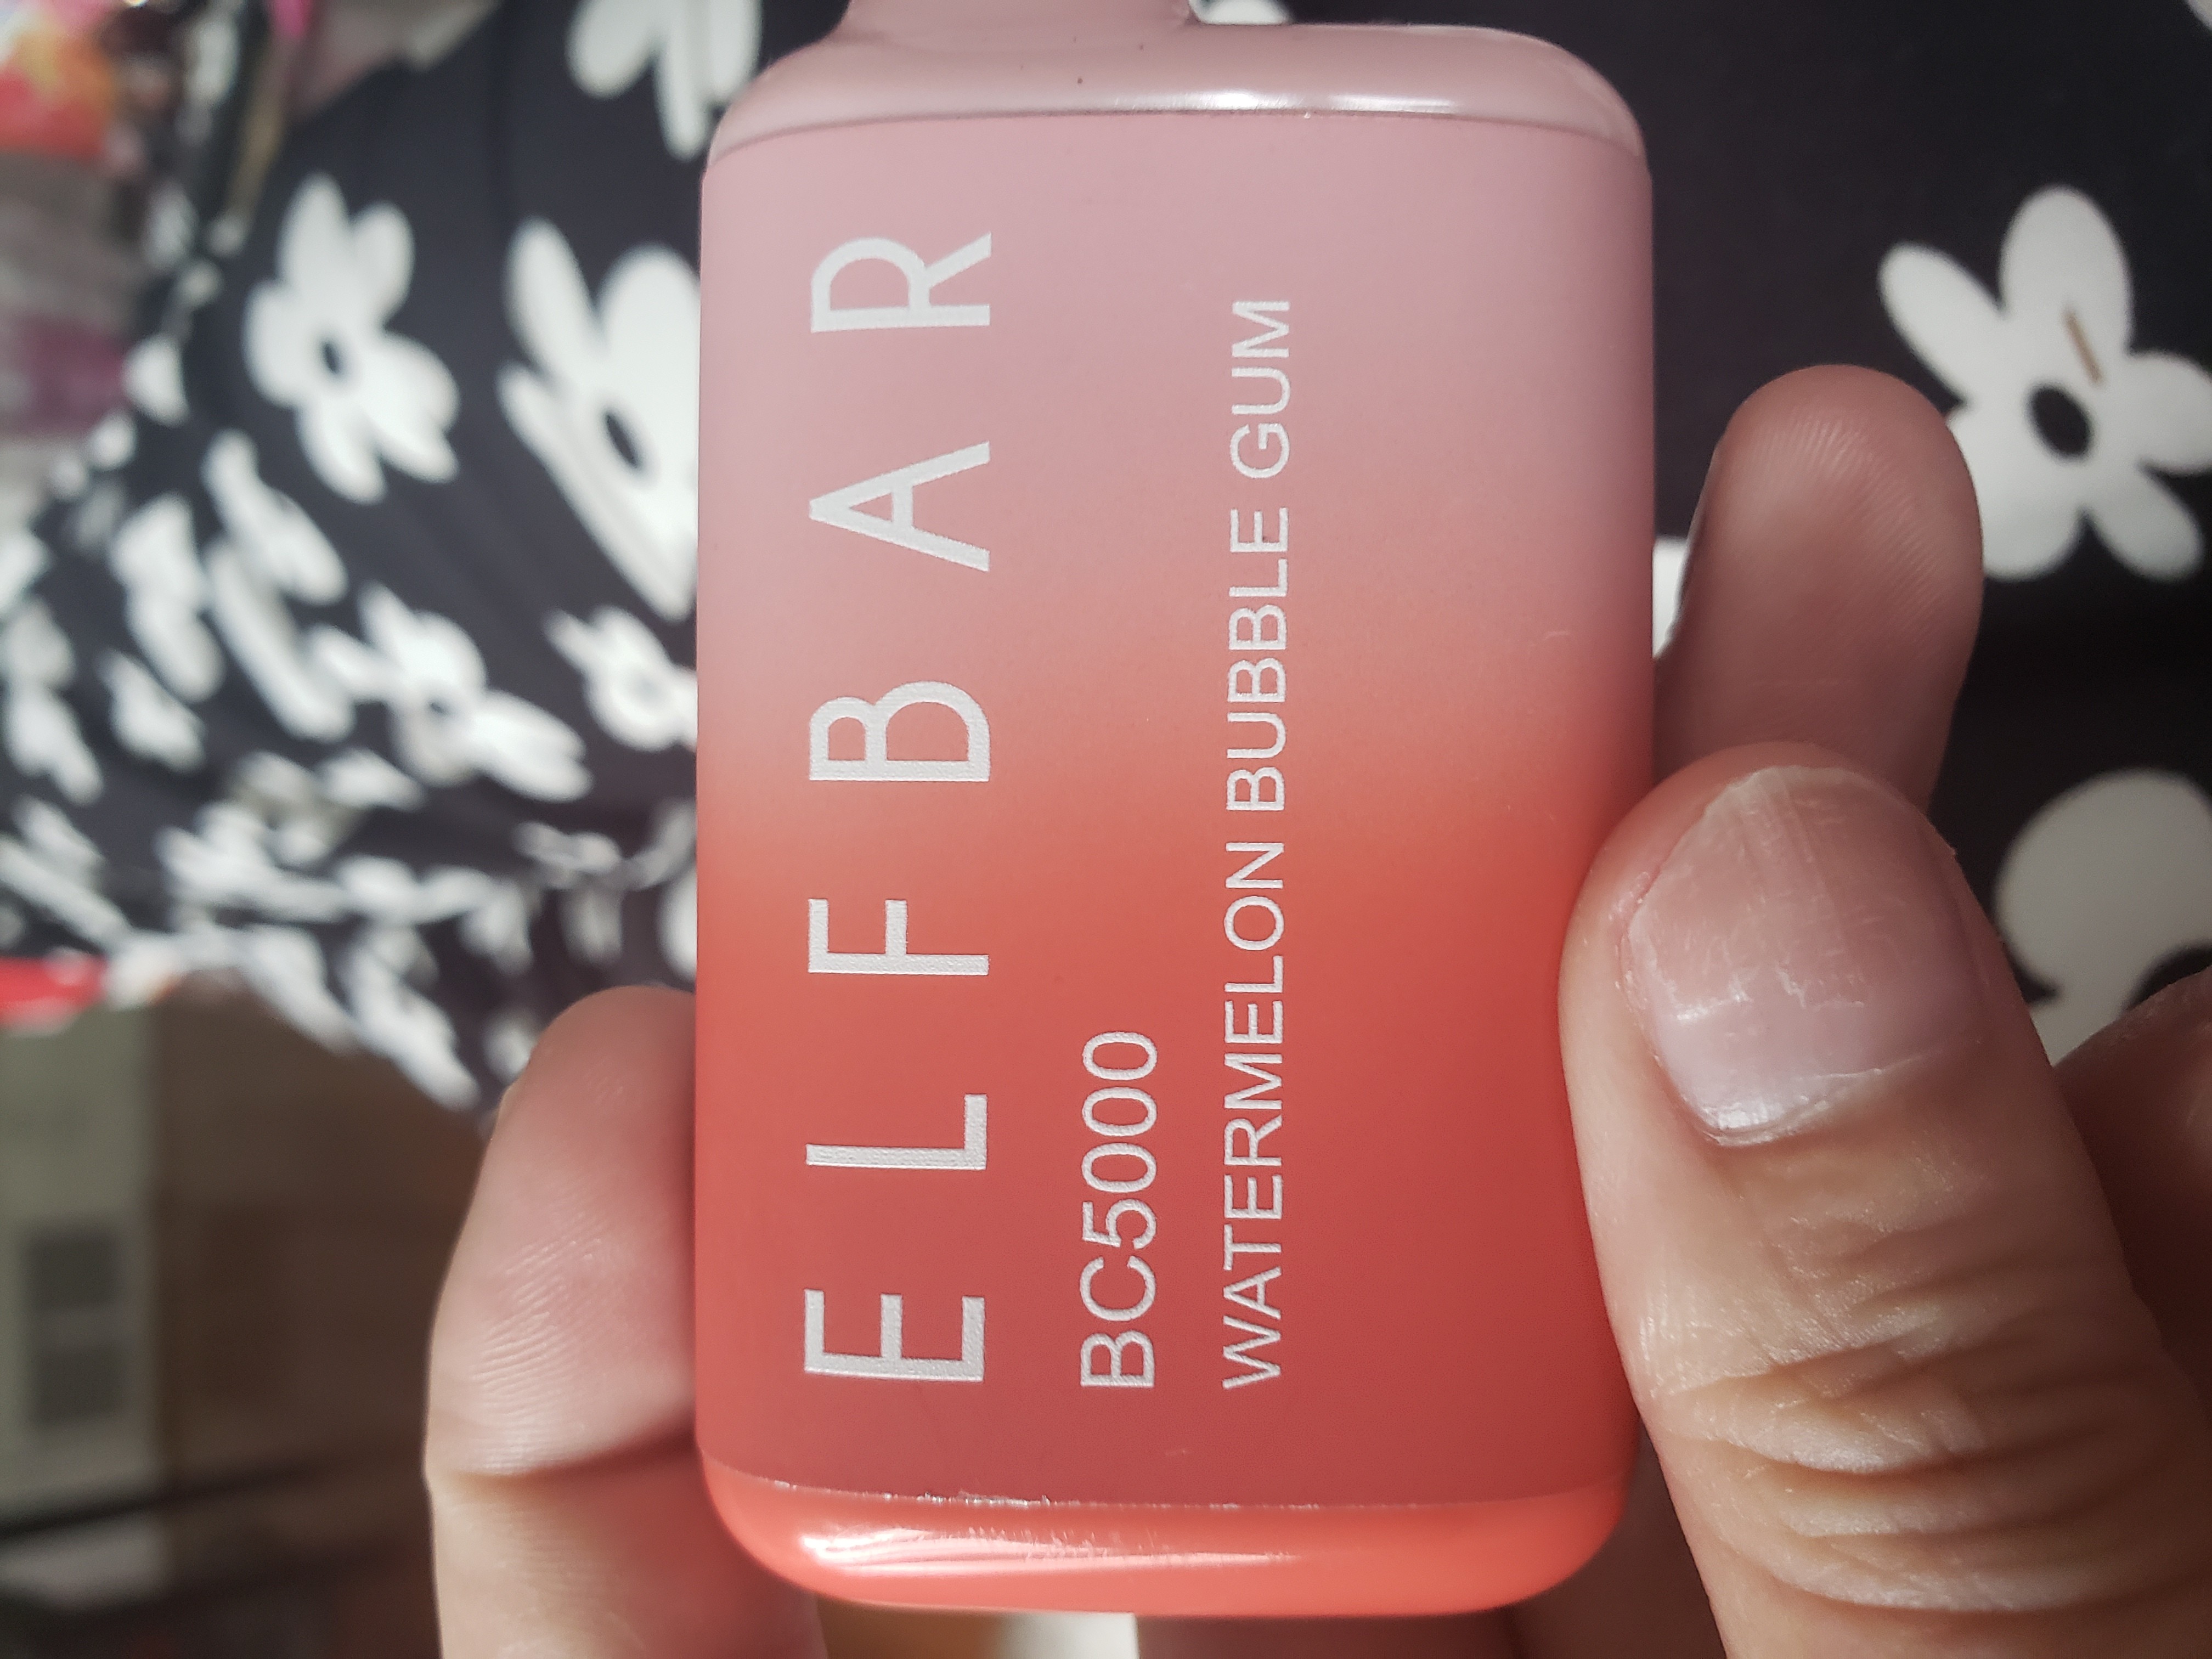 ELFBAR
BC5000
WATERMELON BUBBLE GUM